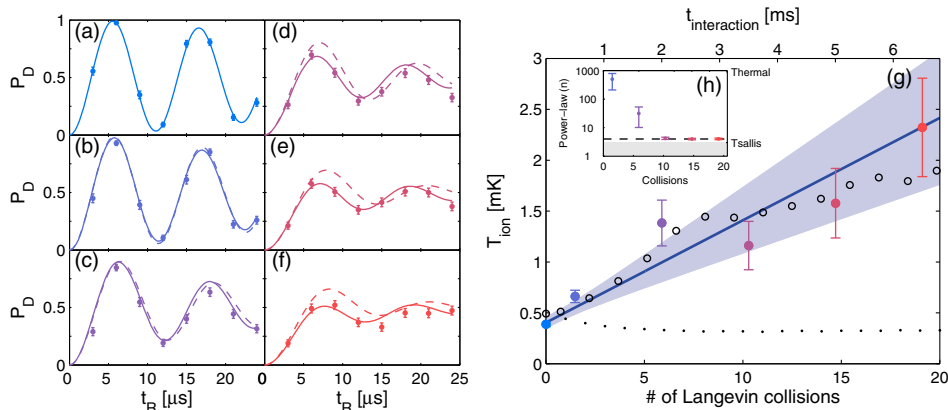 (a)
P_D
1
0.5
0
(b)
P_D
1
0.5
0
(c)
P_D
1
0.5
0
0 5 10 15 20
t_R [μs]
(d)
(e)
(f)
0 5 10 15 20 25
t_R [μs]
t_interaction [ms]
1 2 3 4 5 6
(g)
T_ion [mK]
3
2.5
2
1.5
1
0.5
0
0 5 10 15 20
# of Langevin collisions
(h)
Power-law (n)
1000
100
10
1
Thermal
Tsallis
0 5 10 15 20
Collisions